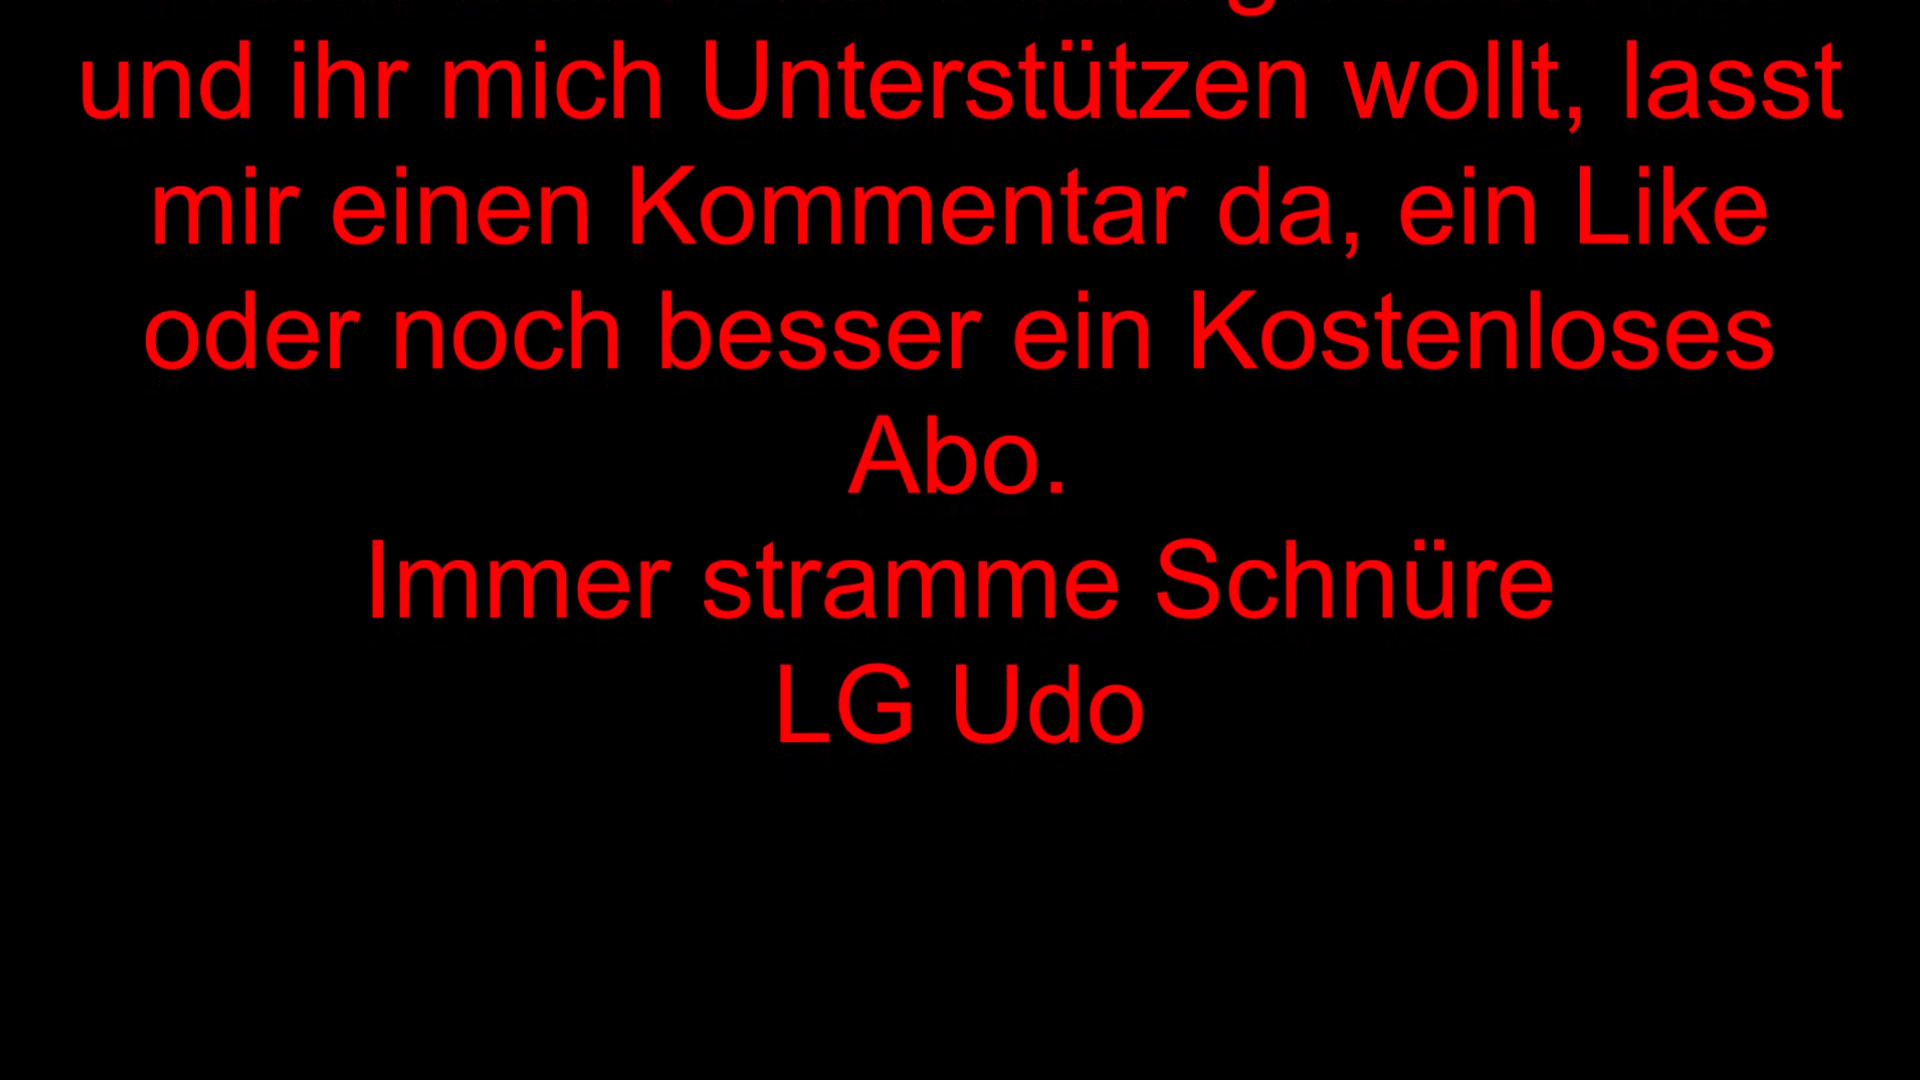 und ihr mich Unterstützen wollt, lasst
mir einen Kommentar da, ein Like
oder noch besser ein Kostenloses
Abo.
Immer stramme Schnüre
LG Udo